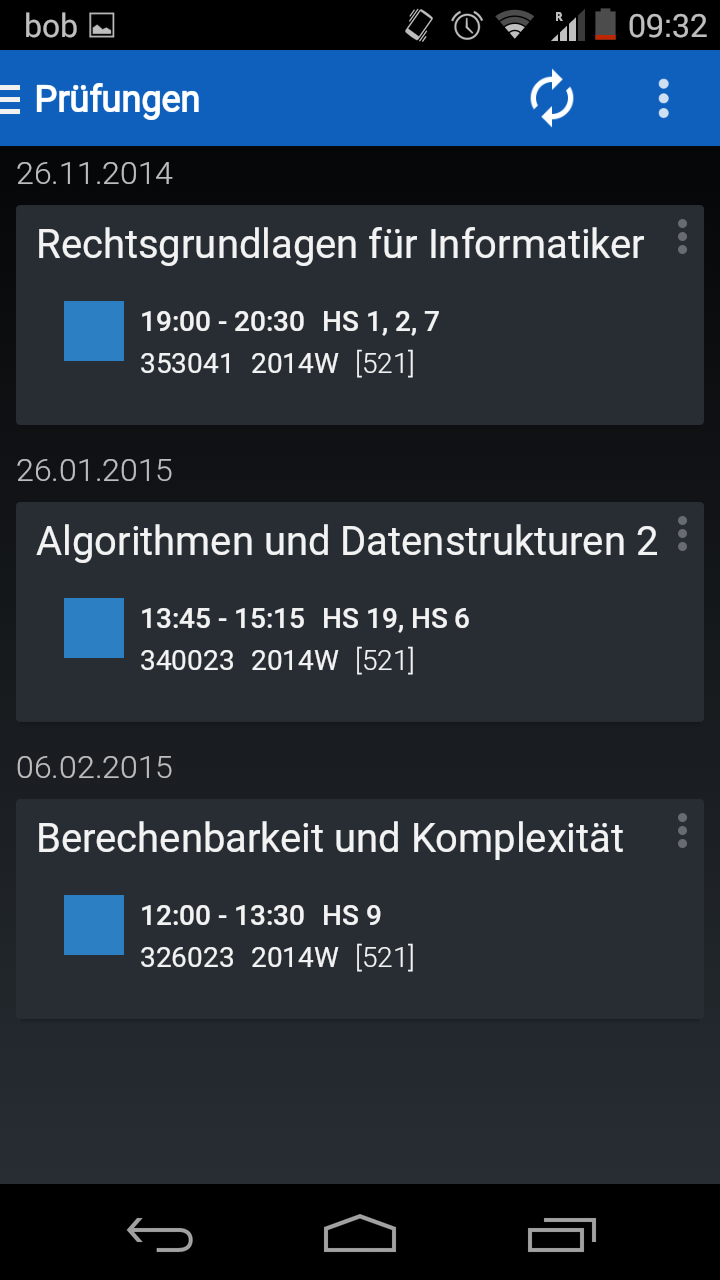 bob
R
09:32
Prüfungen
26.11.2014
Rechtsgrundlagen für Informatiker
19:00 - 20:30 HS 1, 2, 7
353041 2014W [521]
26.01.2015
Algorithmen und Datenstrukturen 2
13:45 - 15:15 HS 19, HS 6
340023 2014W [521]
06.02.2015
Berechenbarkeit und Komplexität
12:00 - 13:30 HS 9
326023 2014W [521]